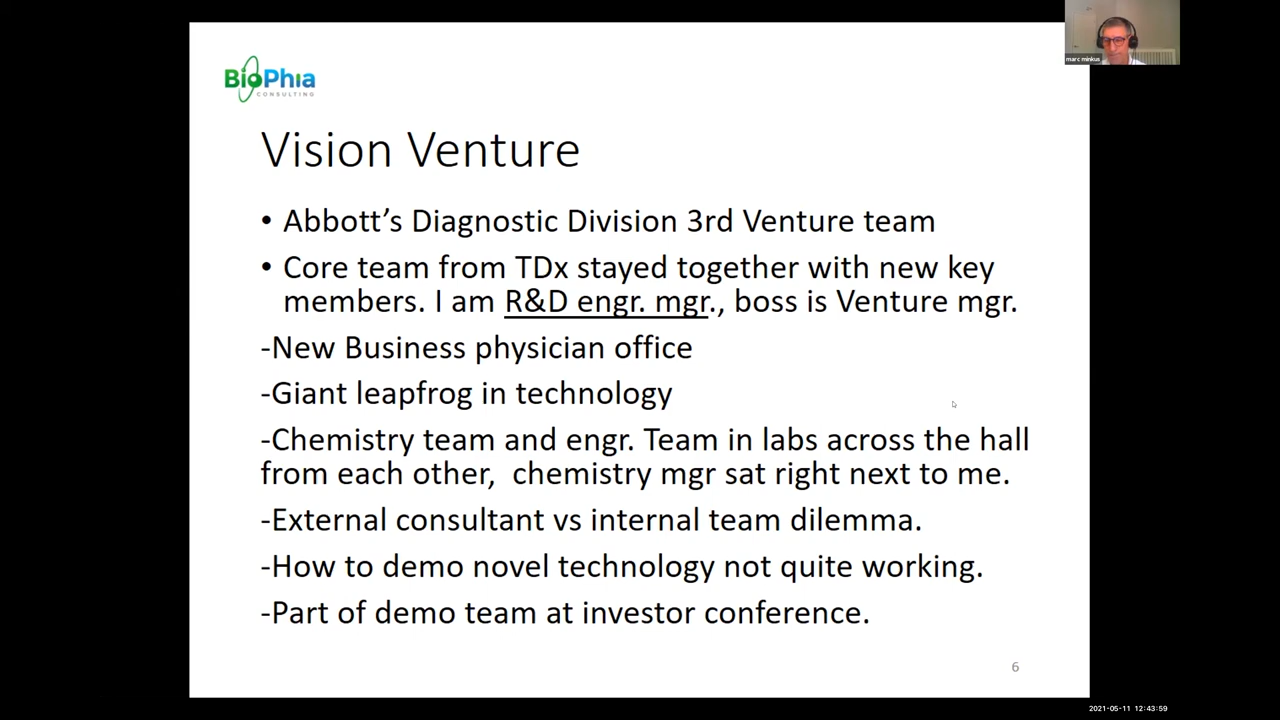 marc minkus
BioPhia
CONSULTING
Vision Venture
• Abbott’s Diagnostic Division 3rd Venture team
• Core team from TDx stayed together with new key
members. I am R&D engr. mgr., boss is Venture mgr.
-New Business physician office
-Giant leapfrog in technology
-Chemistry team and engr. Team in labs across the hall
from each other,  chemistry mgr sat right next to me.
-External consultant vs internal team dilemma.
-How to demo novel technology not quite working.
-Part of demo team at investor conference.
6
2021-05-11 12:43:59